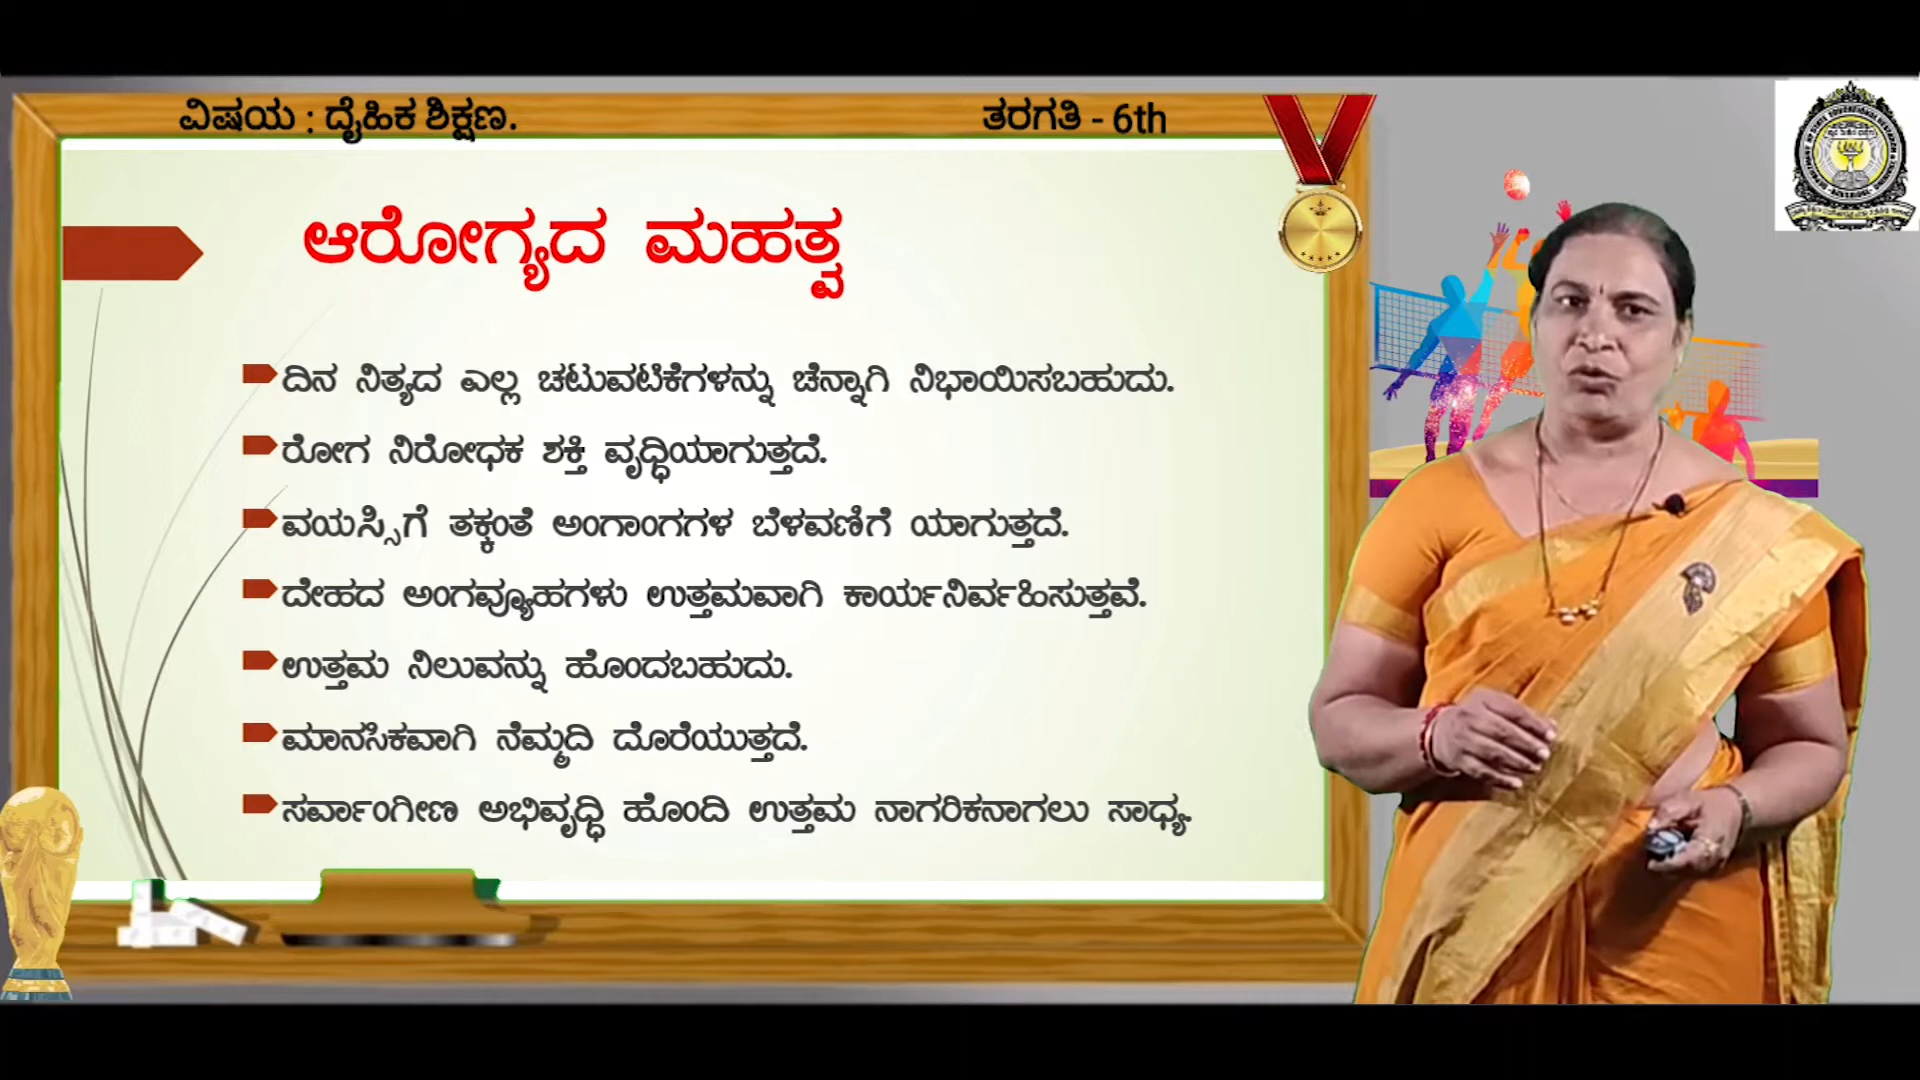 ವಿಷಯ : ದೈಹಿಕ ಶಿಕ್ಷಣ.
ತರಗತಿ - 6th
ಆರೋಗ್ಯದ ಮಹತ್ವ
ದಿನ ನಿತ್ಯದ ಎಲ್ಲ ಚಟುವಟಿಕೆಗಳನ್ನು ಚೆನ್ನಾಗಿ ನಿಭಾಯಿಸಬಹುದು.
ರೋಗ ನಿರೋಧಕ ಶಕ್ತಿ ವೃದ್ಧಿಯಾಗುತ್ತದೆ.
ವಯಸ್ಸಿಗೆ ತಕ್ಕಂತೆ ಅಂಗಾಂಗಗಳ ಬೆಳವಣಿಗೆ ಯಾಗುತ್ತದೆ.
ದೇಹದ ಅಂಗವ್ಯೂಹಗಳು ಉತ್ತಮವಾಗಿ ಕಾರ್ಯನಿರ್ವಹಿಸುತ್ತವೆ.
ಉತ್ತಮ ನಿಲುವನ್ನು ಹೊಂದಬಹುದು.
ಮಾನಸಿಕವಾಗಿ ನೆಮ್ಮದಿ ದೊರೆಯುತ್ತದೆ.
ಸರ್ವಾಂಗೀಣ ಅಭಿವೃದ್ಧಿ ಹೊಂದಿ ಉತ್ತಮ ನಾಗರಿಕನಾಗಲು ಸಾಧ್ಯ.